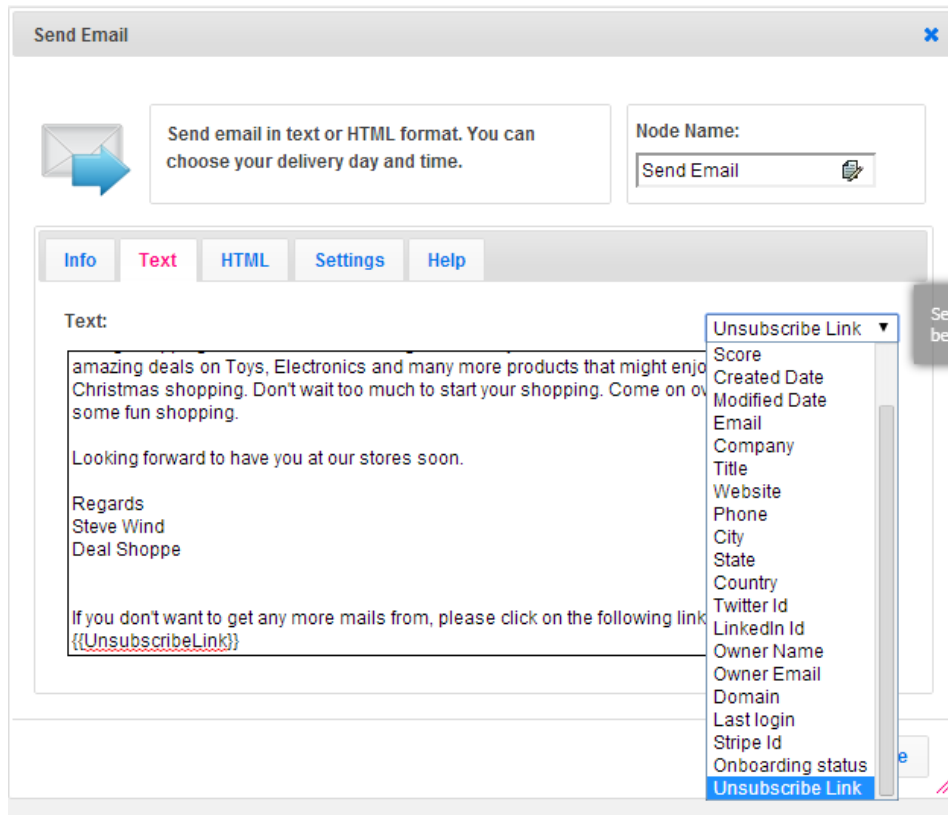 Send Email
Send email in text or HTML format. You can
choose your delivery day and time.
Node Name:
Send Email
Info
Text
HTML
Settings
Help
Text:
Unsubscribe Link
amazing deals on Toys, Electronics and many more products that might enjo
Christmas shopping. Don't wait too much to start your shopping. Come on ov
some fun shopping.
Looking forward to have you at our stores soon.
Regards
Steve Wind
Deal Shoppe
If you don't want to get any more mails from, please click on the following link
{{UnsubscribeLink}}
Score
Created Date
Modified Date
Email
Company
Title
Website
Phone
City
State
Country
Twitter Id
LinkedIn Id
Owner Name
Owner Email
Domain
Last login
Stripe Id
Onboarding status
Unsubscribe Link
Se
be
e